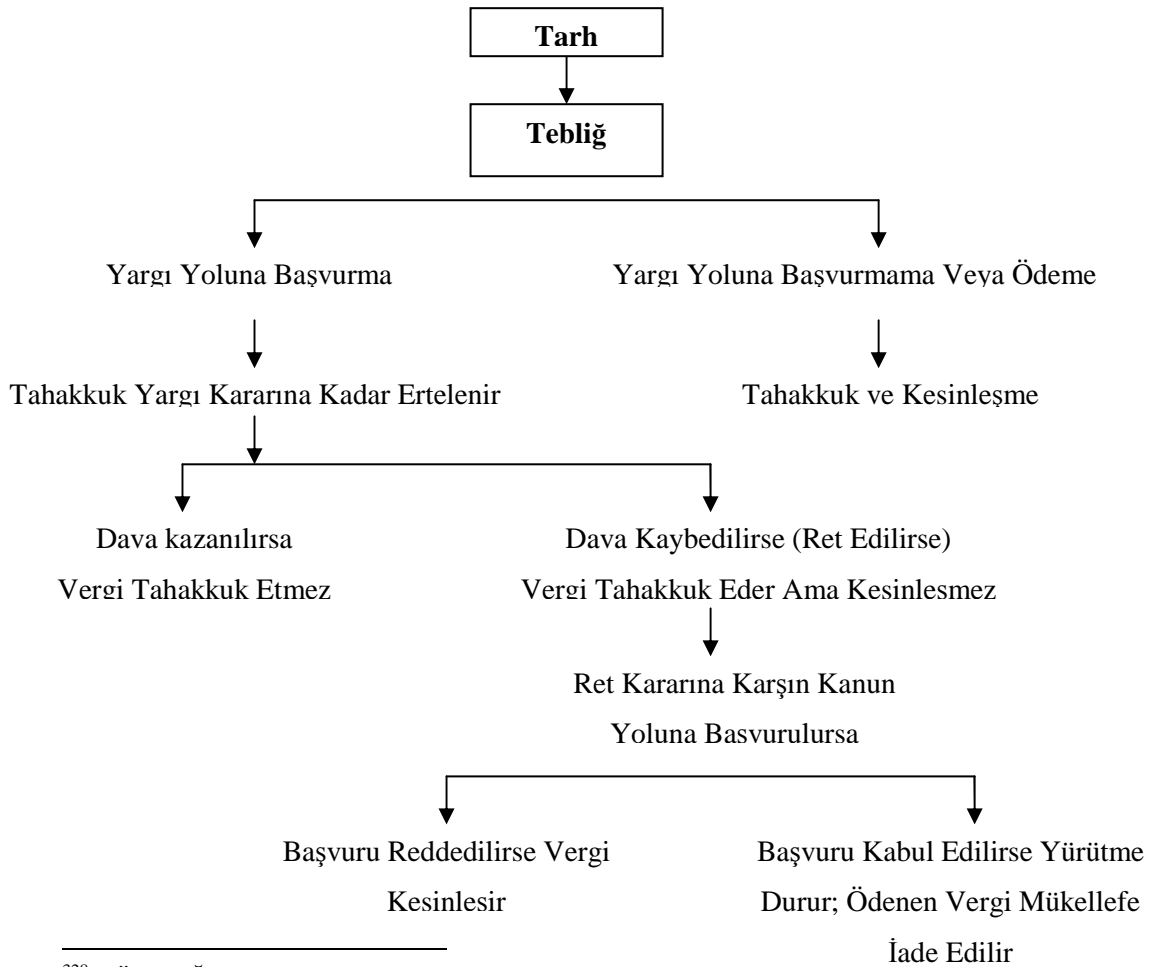 Tarh
Tebliğ
Yargı Yoluna Başvurma
Yargı Yoluna Başvurmama Veya Ödeme
Tahakkuk Yargı Kararına Kadar Ertelenir
Tahakkuk ve Kesinleşme
Dava kazanılırsa
Vergi Tahakkuk Etmez
Dava Kaybedilirse (Ret Edilirse)
Vergi Tahakkuk Eder Ama Kesinleşmez
Ret Kararına Karşın Kanun
Yoluna Başvurulursa
Başvuru Reddedilirse Vergi
Kesinleşir
Başvuru Kabul Edilirse Yürütme
Durur; Ödenen Vergi Mükellefe
İade Edilir